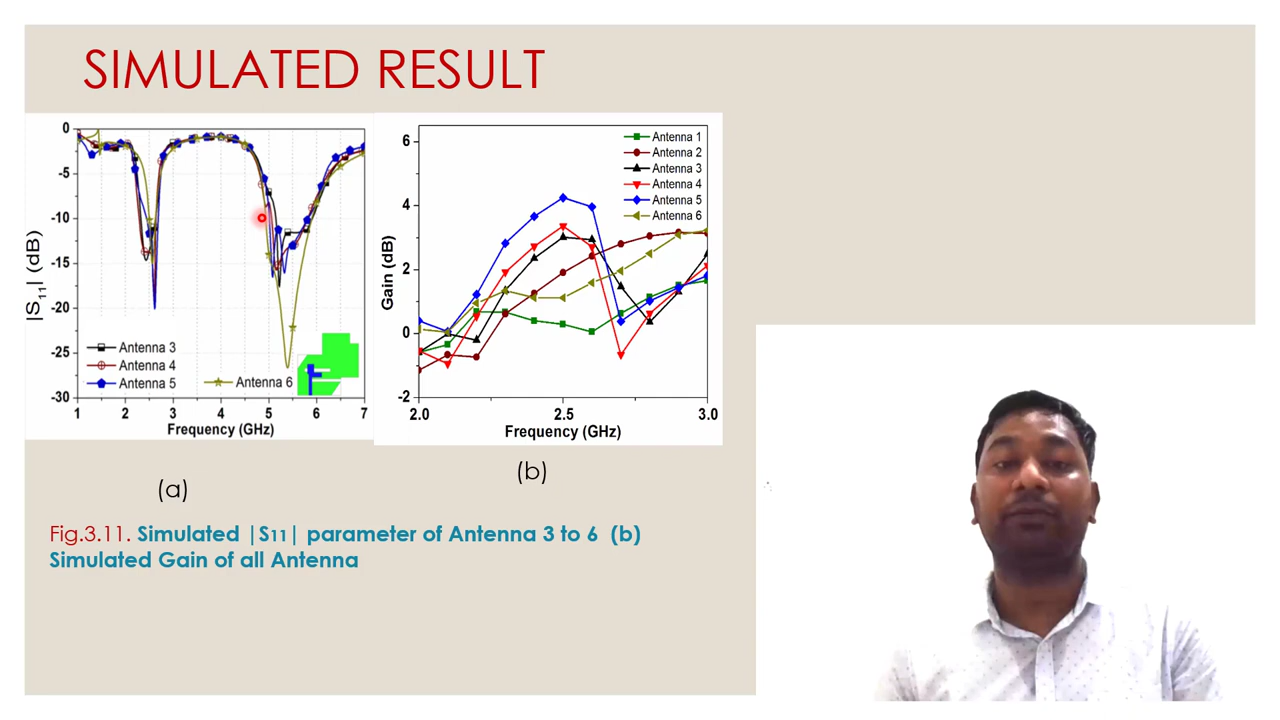 SIMULATED RESULT
0
-5
-10
-15
-20
-25
-30
|S11| (dB)
Antenna 3
Antenna 4
Antenna 5
Antenna 6
1 2 3 4 5 6 7
Frequency (GHz)
6
4
2
0
-2
Gain (dB)
Antenna 1
Antenna 2
Antenna 3
Antenna 4
Antenna 5
Antenna 6
2.0 2.5 3.0
Frequency (GHz)
(a)
(b)
Fig.3.11. Simulated |S11| parameter of Antenna 3 to 6 (b)
Simulated Gain of all Antenna